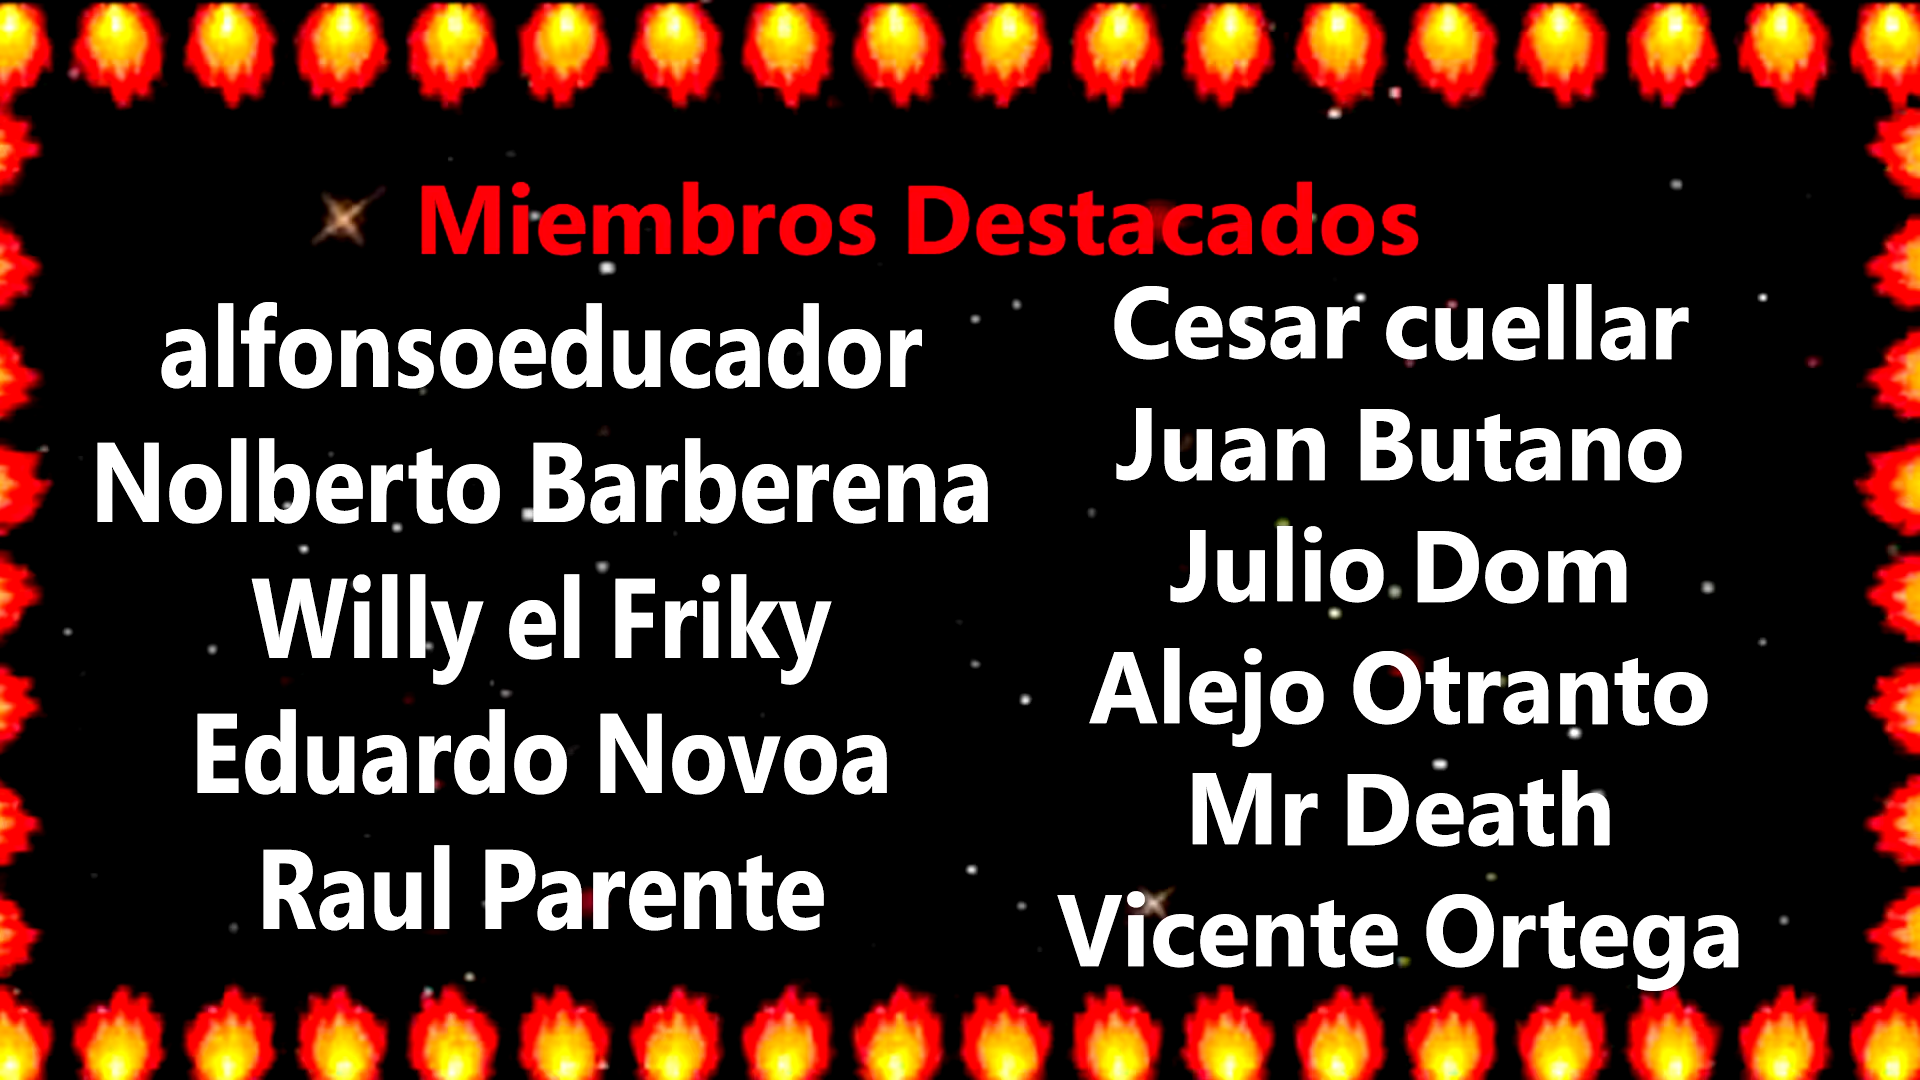 Miembros Destacados
alfonsoeducador
Nolberto Barberena
Willy el Friky
Eduardo Novoa
Raul Parente
Cesar cuellar
Juan Butano
Julio Dom
Alejo Otranto
Mr Death
Vicente Ortega